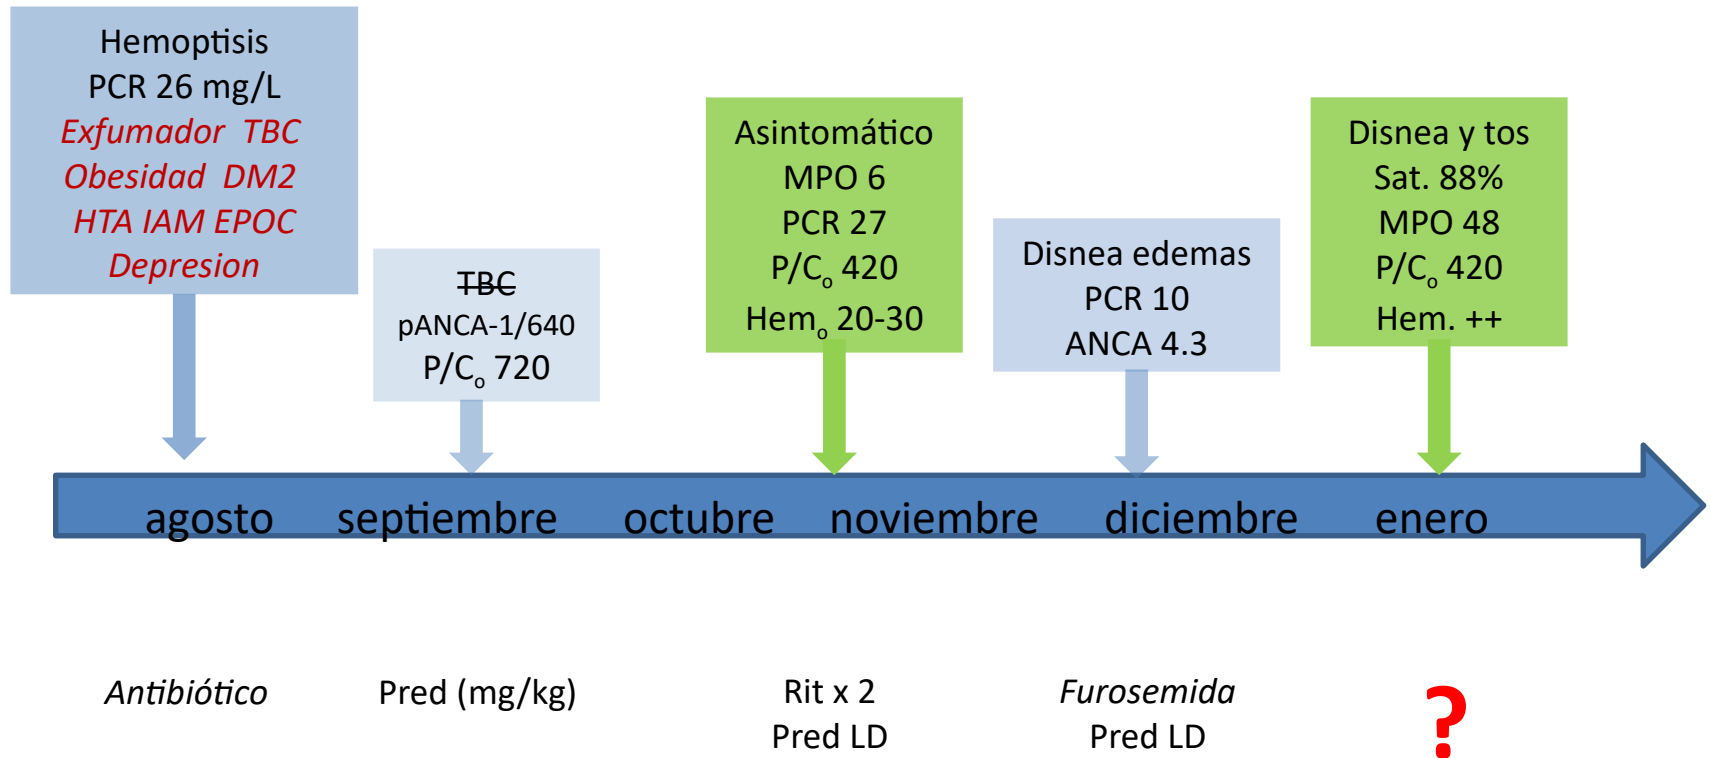 Hemoptisis
PCR 26 mg/L
Exfumador TBC
Obesidad DM2
HTA IAM EPOC
Depresion
TBC
pANCA-1/640
P/Co 720
Asintomático
MPO 6
PCR 27
P/Co 420
Hemo 20-30
Disnea edemas
PCR 10
ANCA 4.3
Disnea y tos
Sat. 88%
MPO 48
P/Co 420
Hem. ++
agosto septiembre octubre noviembre diciembre enero
Antibiótico
Pred (mg/kg)
Rit x 2
Pred LD
Furosemida
Pred LD
?